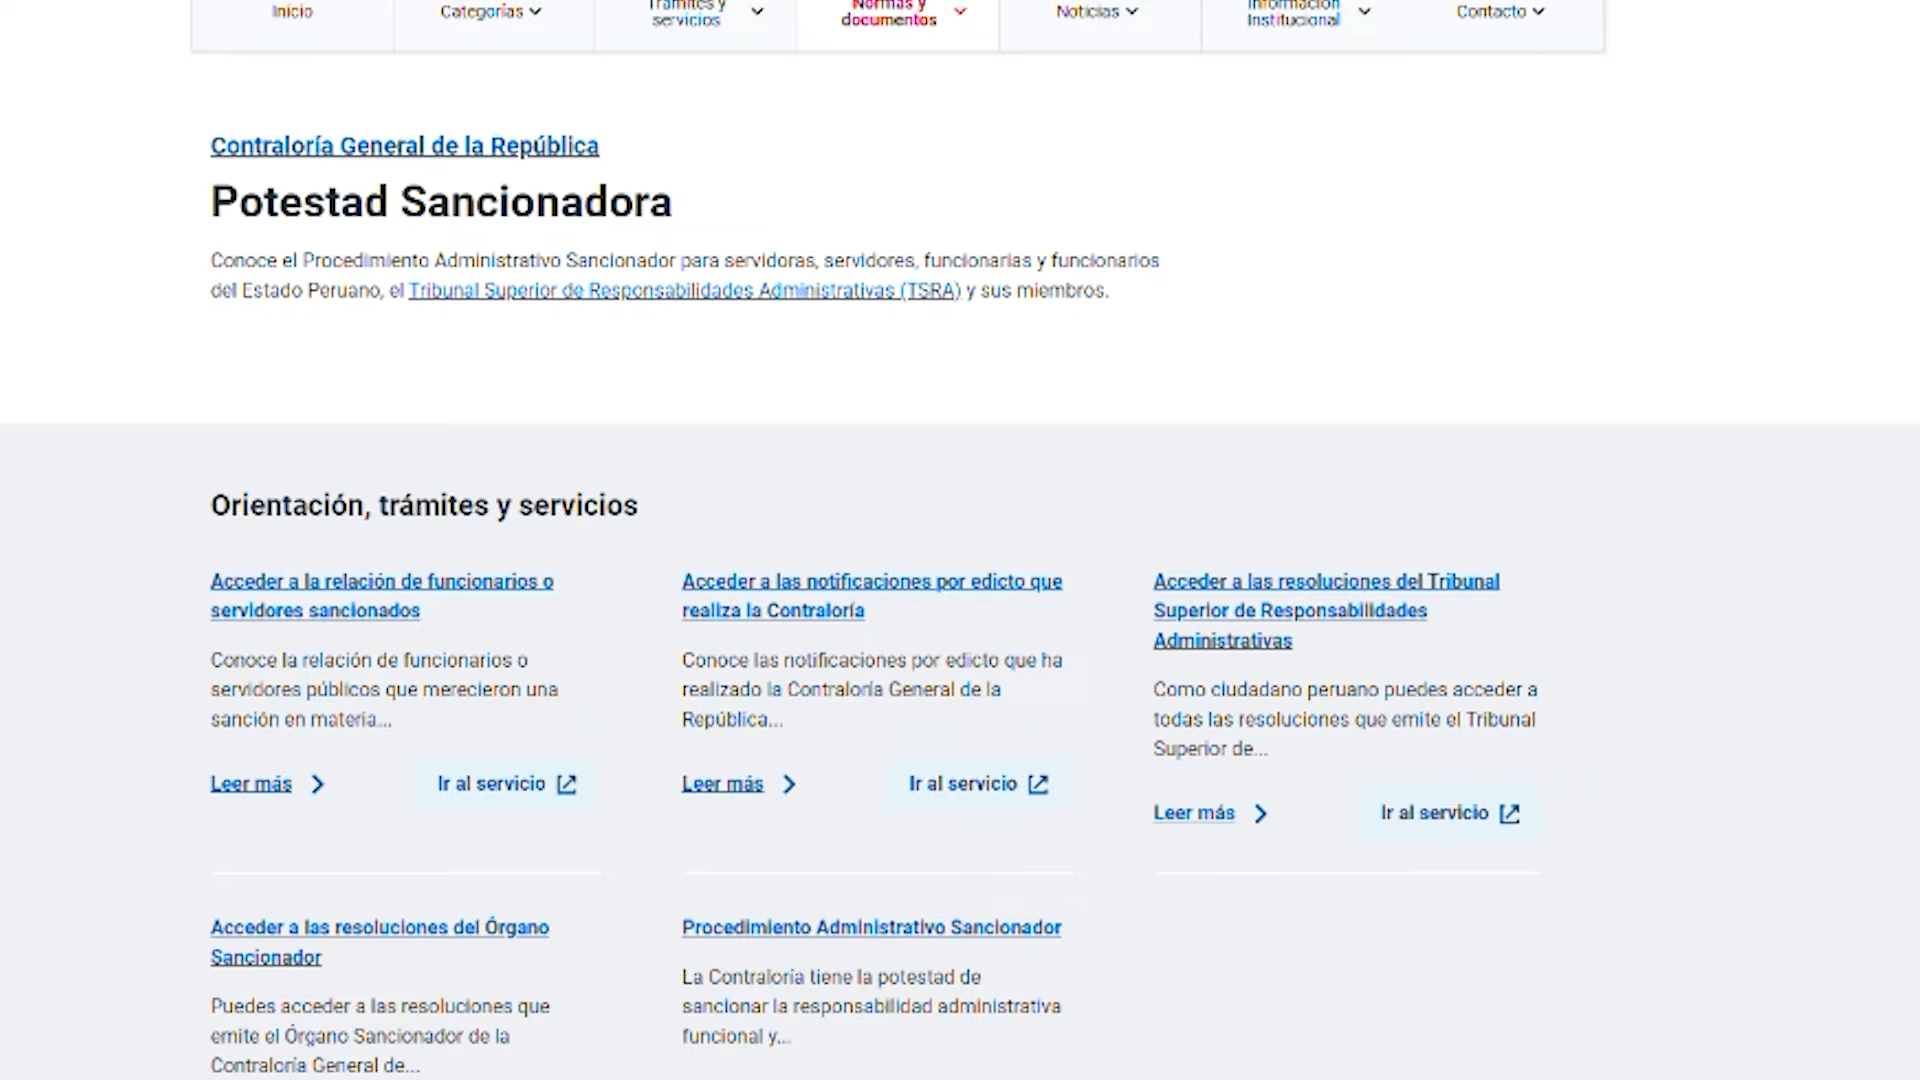 Inicio
Categorías
Trámites y
servicios
Normas y
documentos
Noticias
Información
Institucional
Contacto
Contraloría General de la República
Potestad Sancionadora
Conoce el Procedimiento Administrativo Sancionador para servidoras, servidores, funcionarias y funcionarios
del Estado Peruano, el Tribunal Superior de Responsabilidades Administrativas (TSRA) y sus miembros.
Orientación, trámites y servicios
Acceder a la relación de funcionarios o
servidores sancionados
Conoce la relación de funcionarios o
servidores públicos que merecieron una
sanción en materia...
Leer más
Ir al servicio
Acceder a las notificaciones por edicto que
realiza la Contraloría
Conoce las notificaciones por edicto que ha
realizado la Contraloría General de la
República...
Leer más
Ir al servicio
Acceder a las resoluciones del Tribunal
Superior de Responsabilidades
Administrativas
Como ciudadano peruano puedes acceder a
todas las resoluciones que emite el Tribunal
Superior de...
Leer más
Ir al servicio
Acceder a las resoluciones del Órgano
Sancionador
Puedes acceder a las resoluciones que
emite el Órgano Sancionador de la
Contraloría General de...
Procedimiento Administrativo Sancionador
La Contraloría tiene la potestad de
sancionar la responsabilidad administrativa
funcional y...